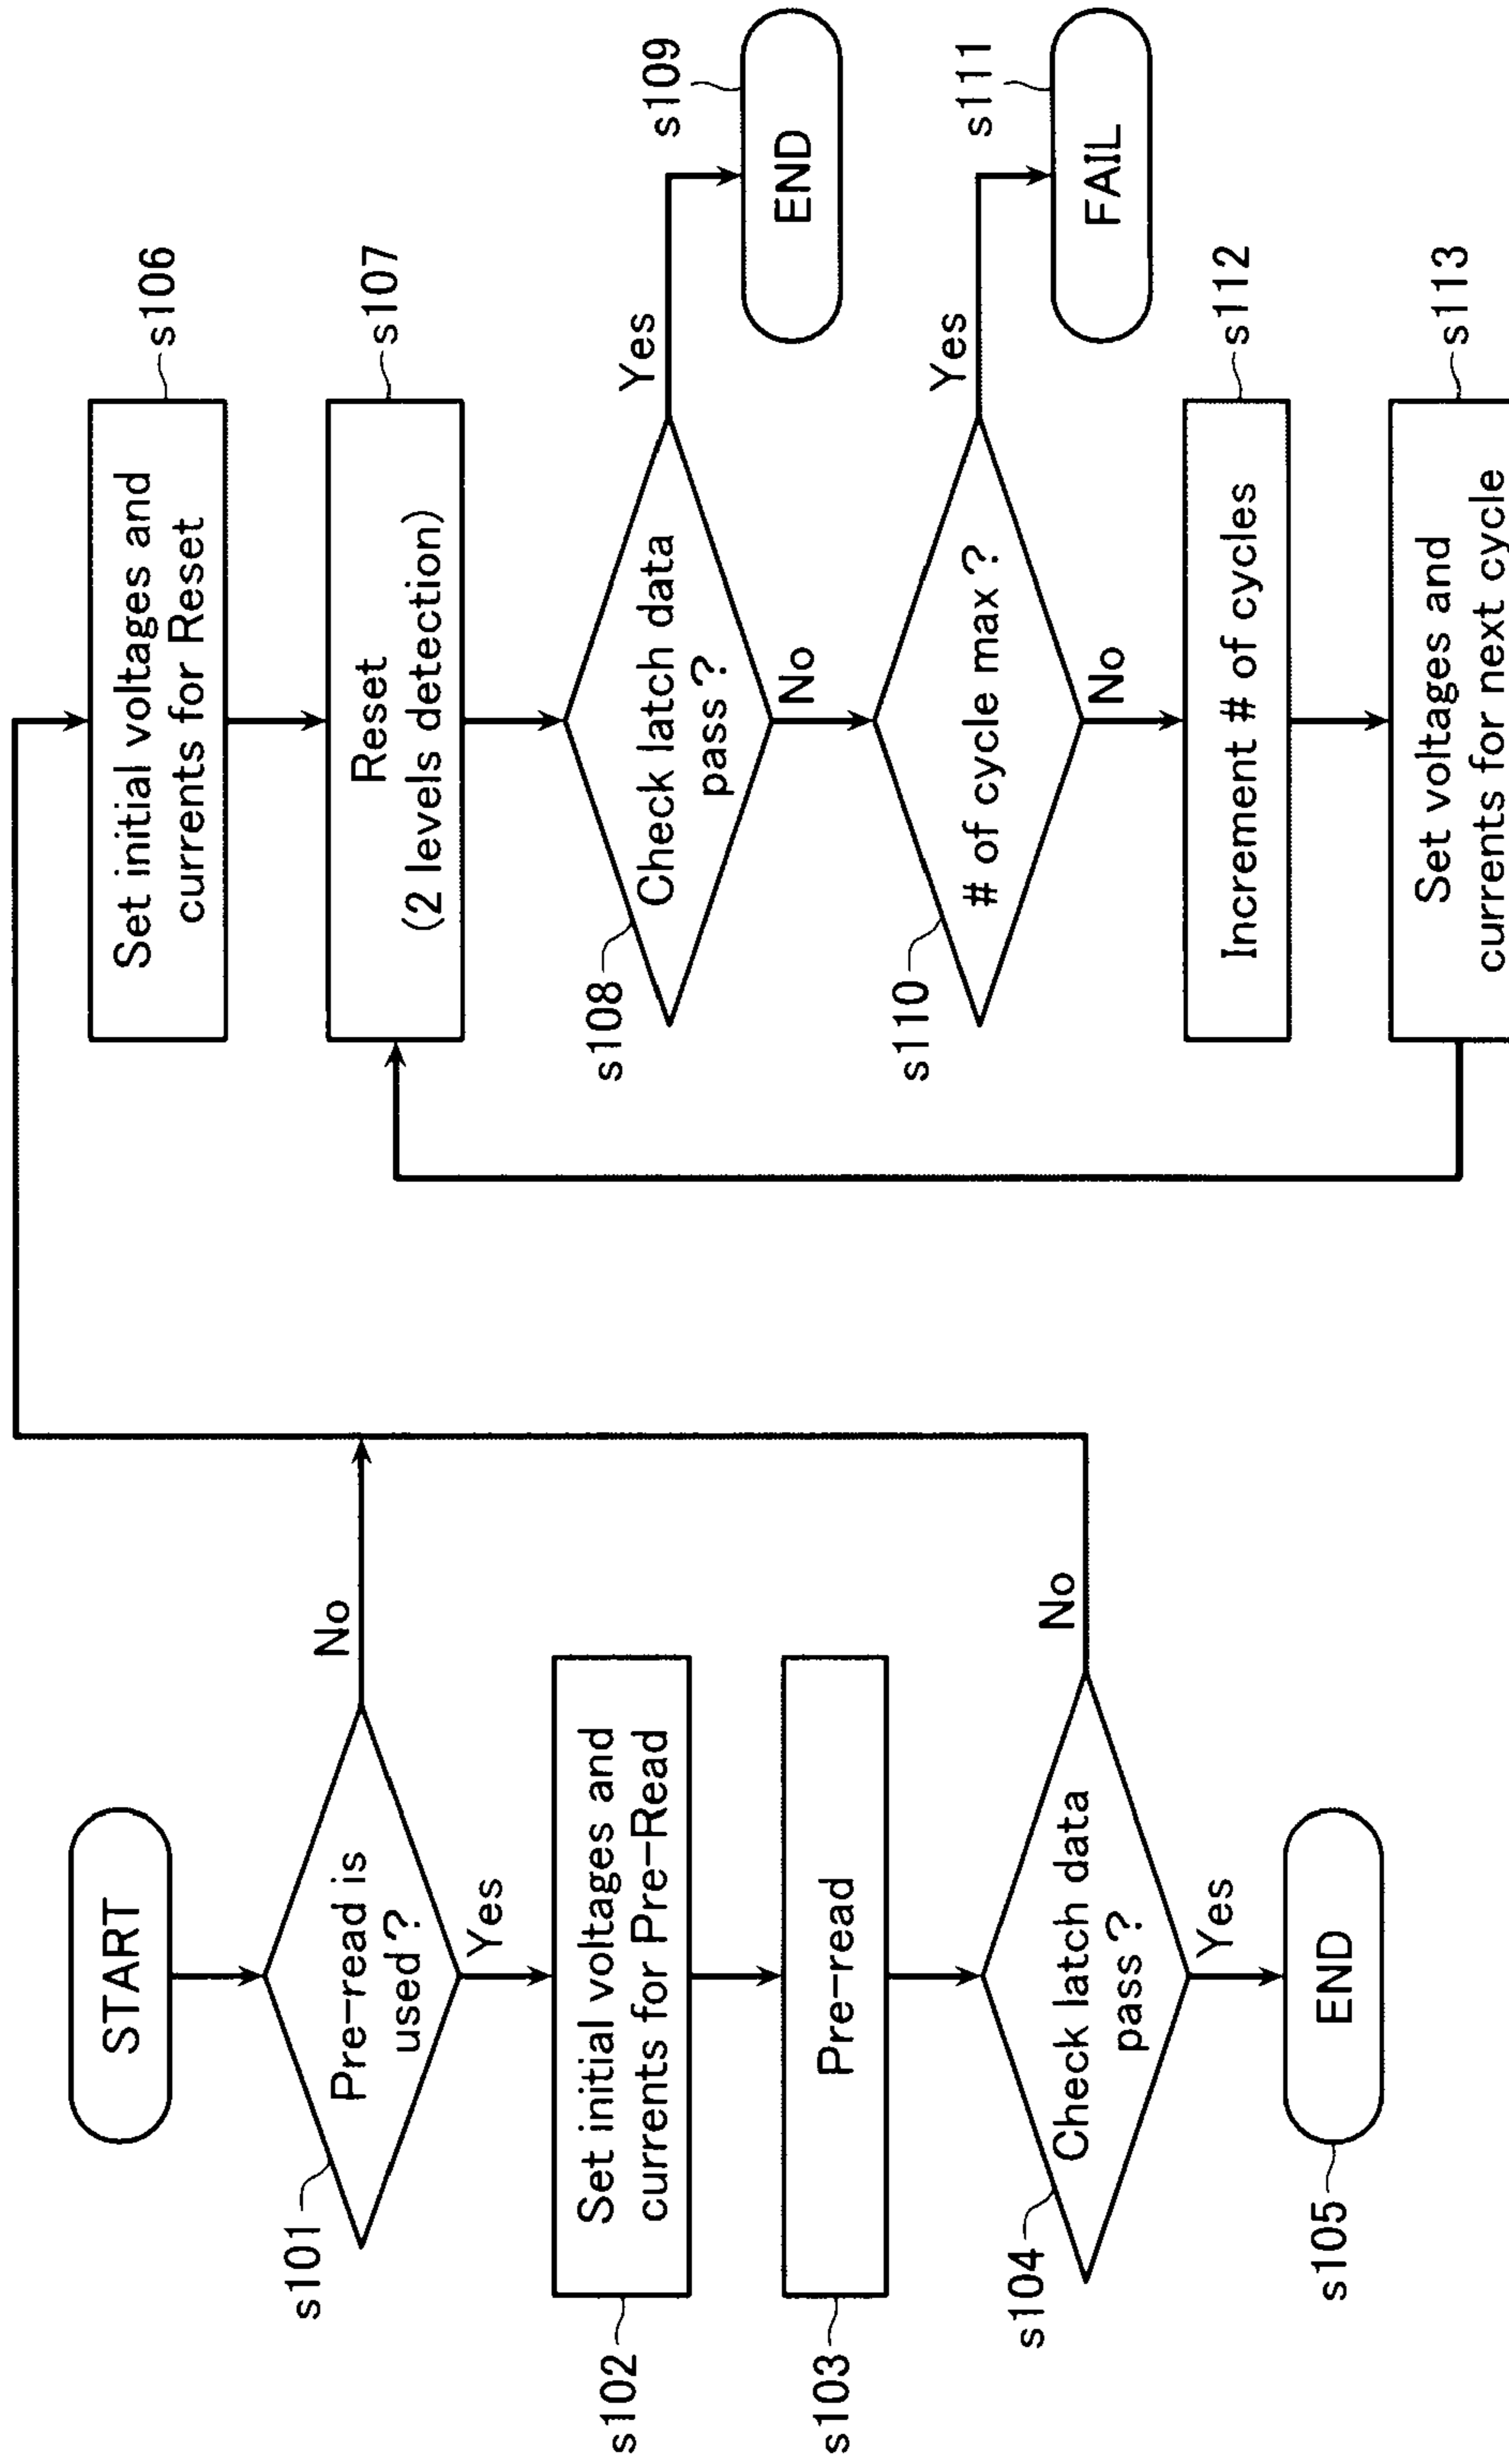 START
s101
Pre-read is
used?
No
Yes
s102
Set initial voltages and
currents for Pre-Read
s103
Pre-read
s104
Check latch data
pass?
No
Yes
s105
END
Set initial voltages and
currents for Reset
s106
Reset
(2 levels detection)
s107
s108
Check latch data
pass?
Yes
No
s109
END
s110
# of cycle max?
Yes
No
s111
FAIL
Increment # of cycles
s112
Set voltages and
currents for next cycle
s113